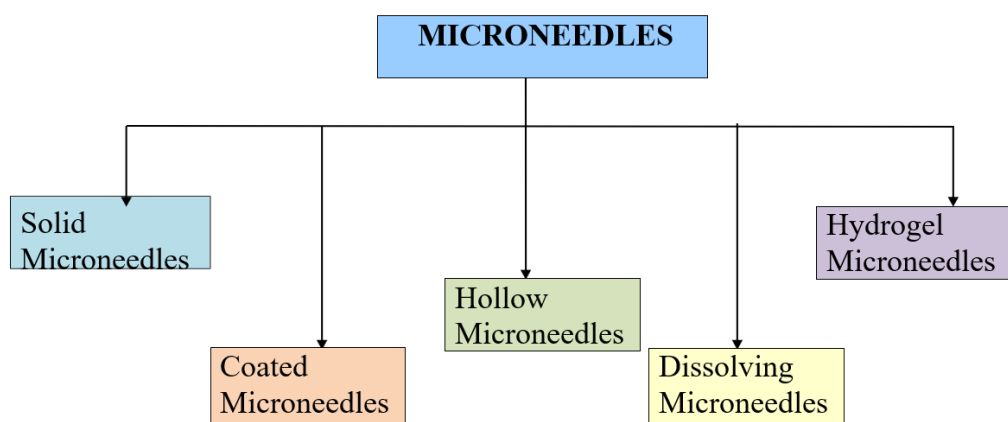 MICRONEEDLES
Solid
Microneedles
Coated
Microneedles
Hollow
Microneedles
Dissolving
Microneedles
Hydrogel
Microneedles